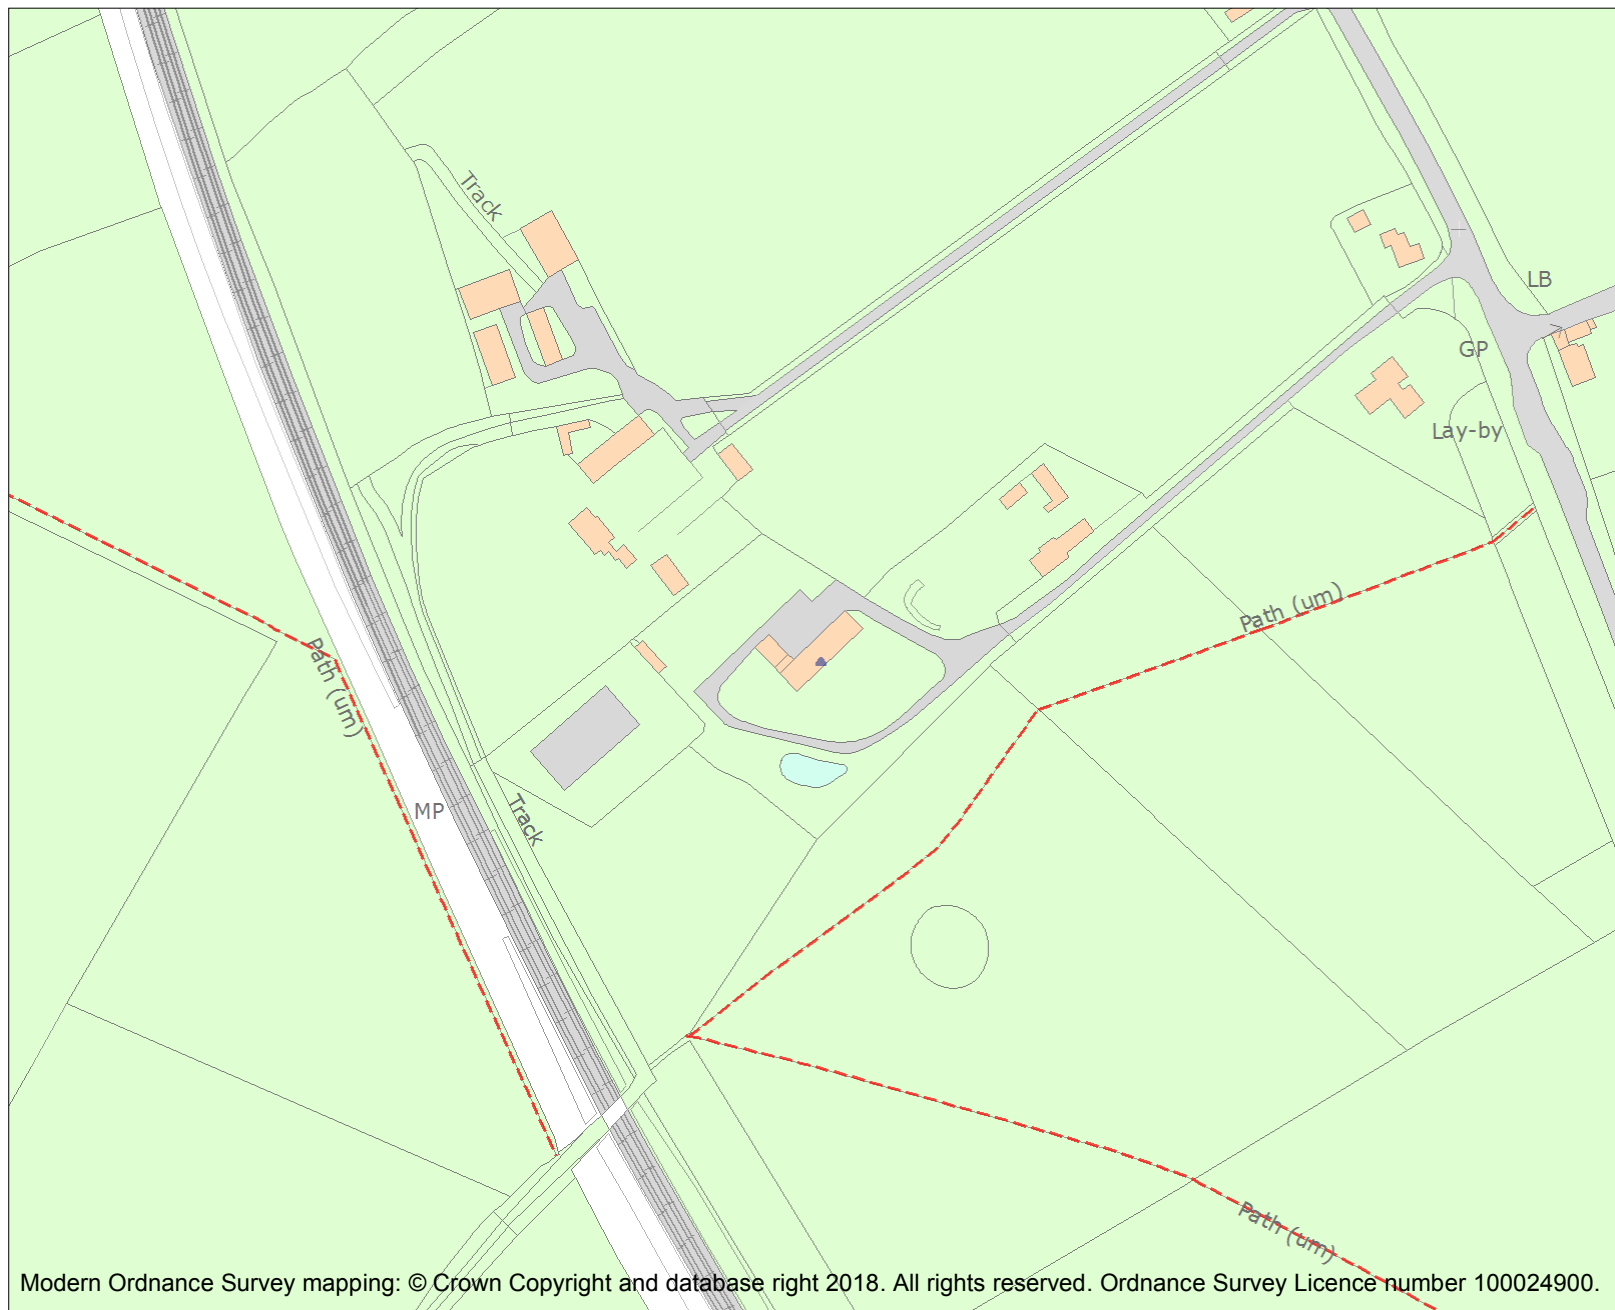 Track
LB
GP
Lay-by
Path (um)
Path (um)
MP
Track
Path (um)
Modern Ordnance Survey mapping: © Crown Copyright and database right 2018. All rights reserved. Ordnance Survey Licence number 100024900.